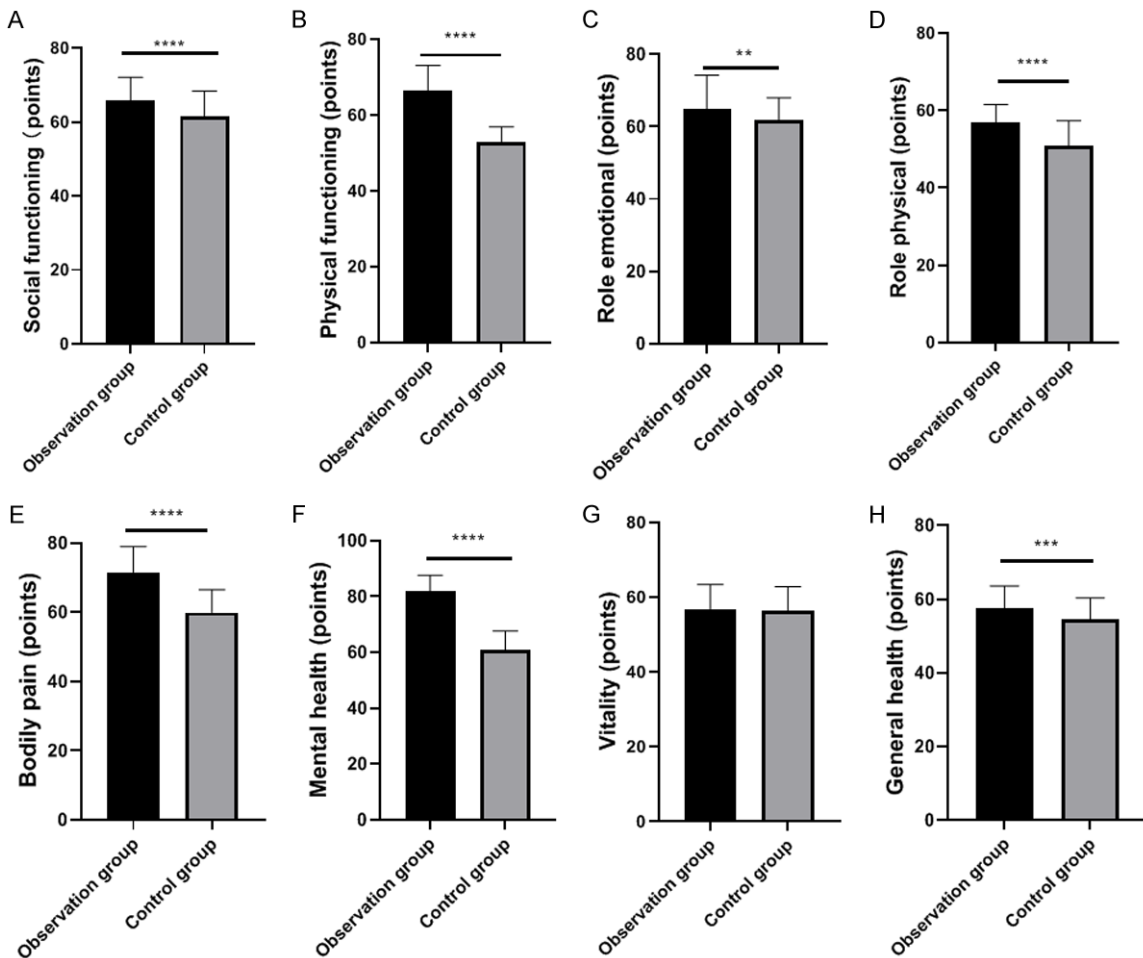 A
Social functioning (points)
80
60
40
20
0
****
Observation group
Control group
B
Physical functioning (points)
80
60
40
20
0
****
Observation group
Control group
C
Role emotional (points)
80
60
40
20
0
**
Observation group
Control group
D
Role physical (points)
80
60
40
20
0
****
Observation group
Control group
E
Bodily pain (points)
80
60
40
20
0
****
Observation group
Control group
F
Mental health (points)
100
80
60
40
20
0
****
Observation group
Control group
G
Vitality (points)
80
60
40
20
0
Observation group
Control group
H
General health (points)
80
60
40
20
0
***
Observation group
Control group